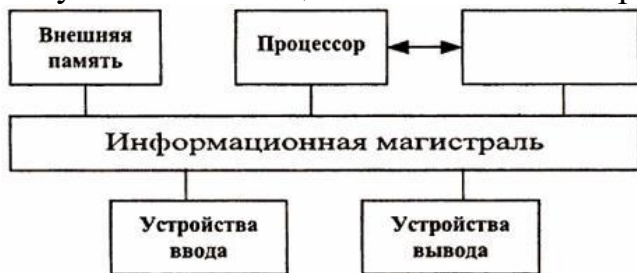 Внешняя
память
Процессор
Информационная магистраль
Устройства
ввода
Устройства
вывода